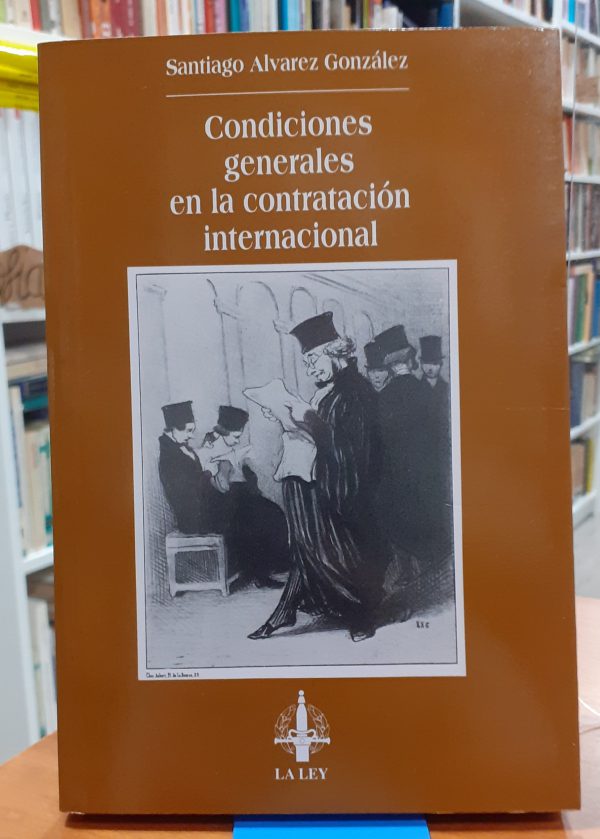 Santiago Alvarez González
Condiciones
generales
en la contratación
internacional
LA LEY